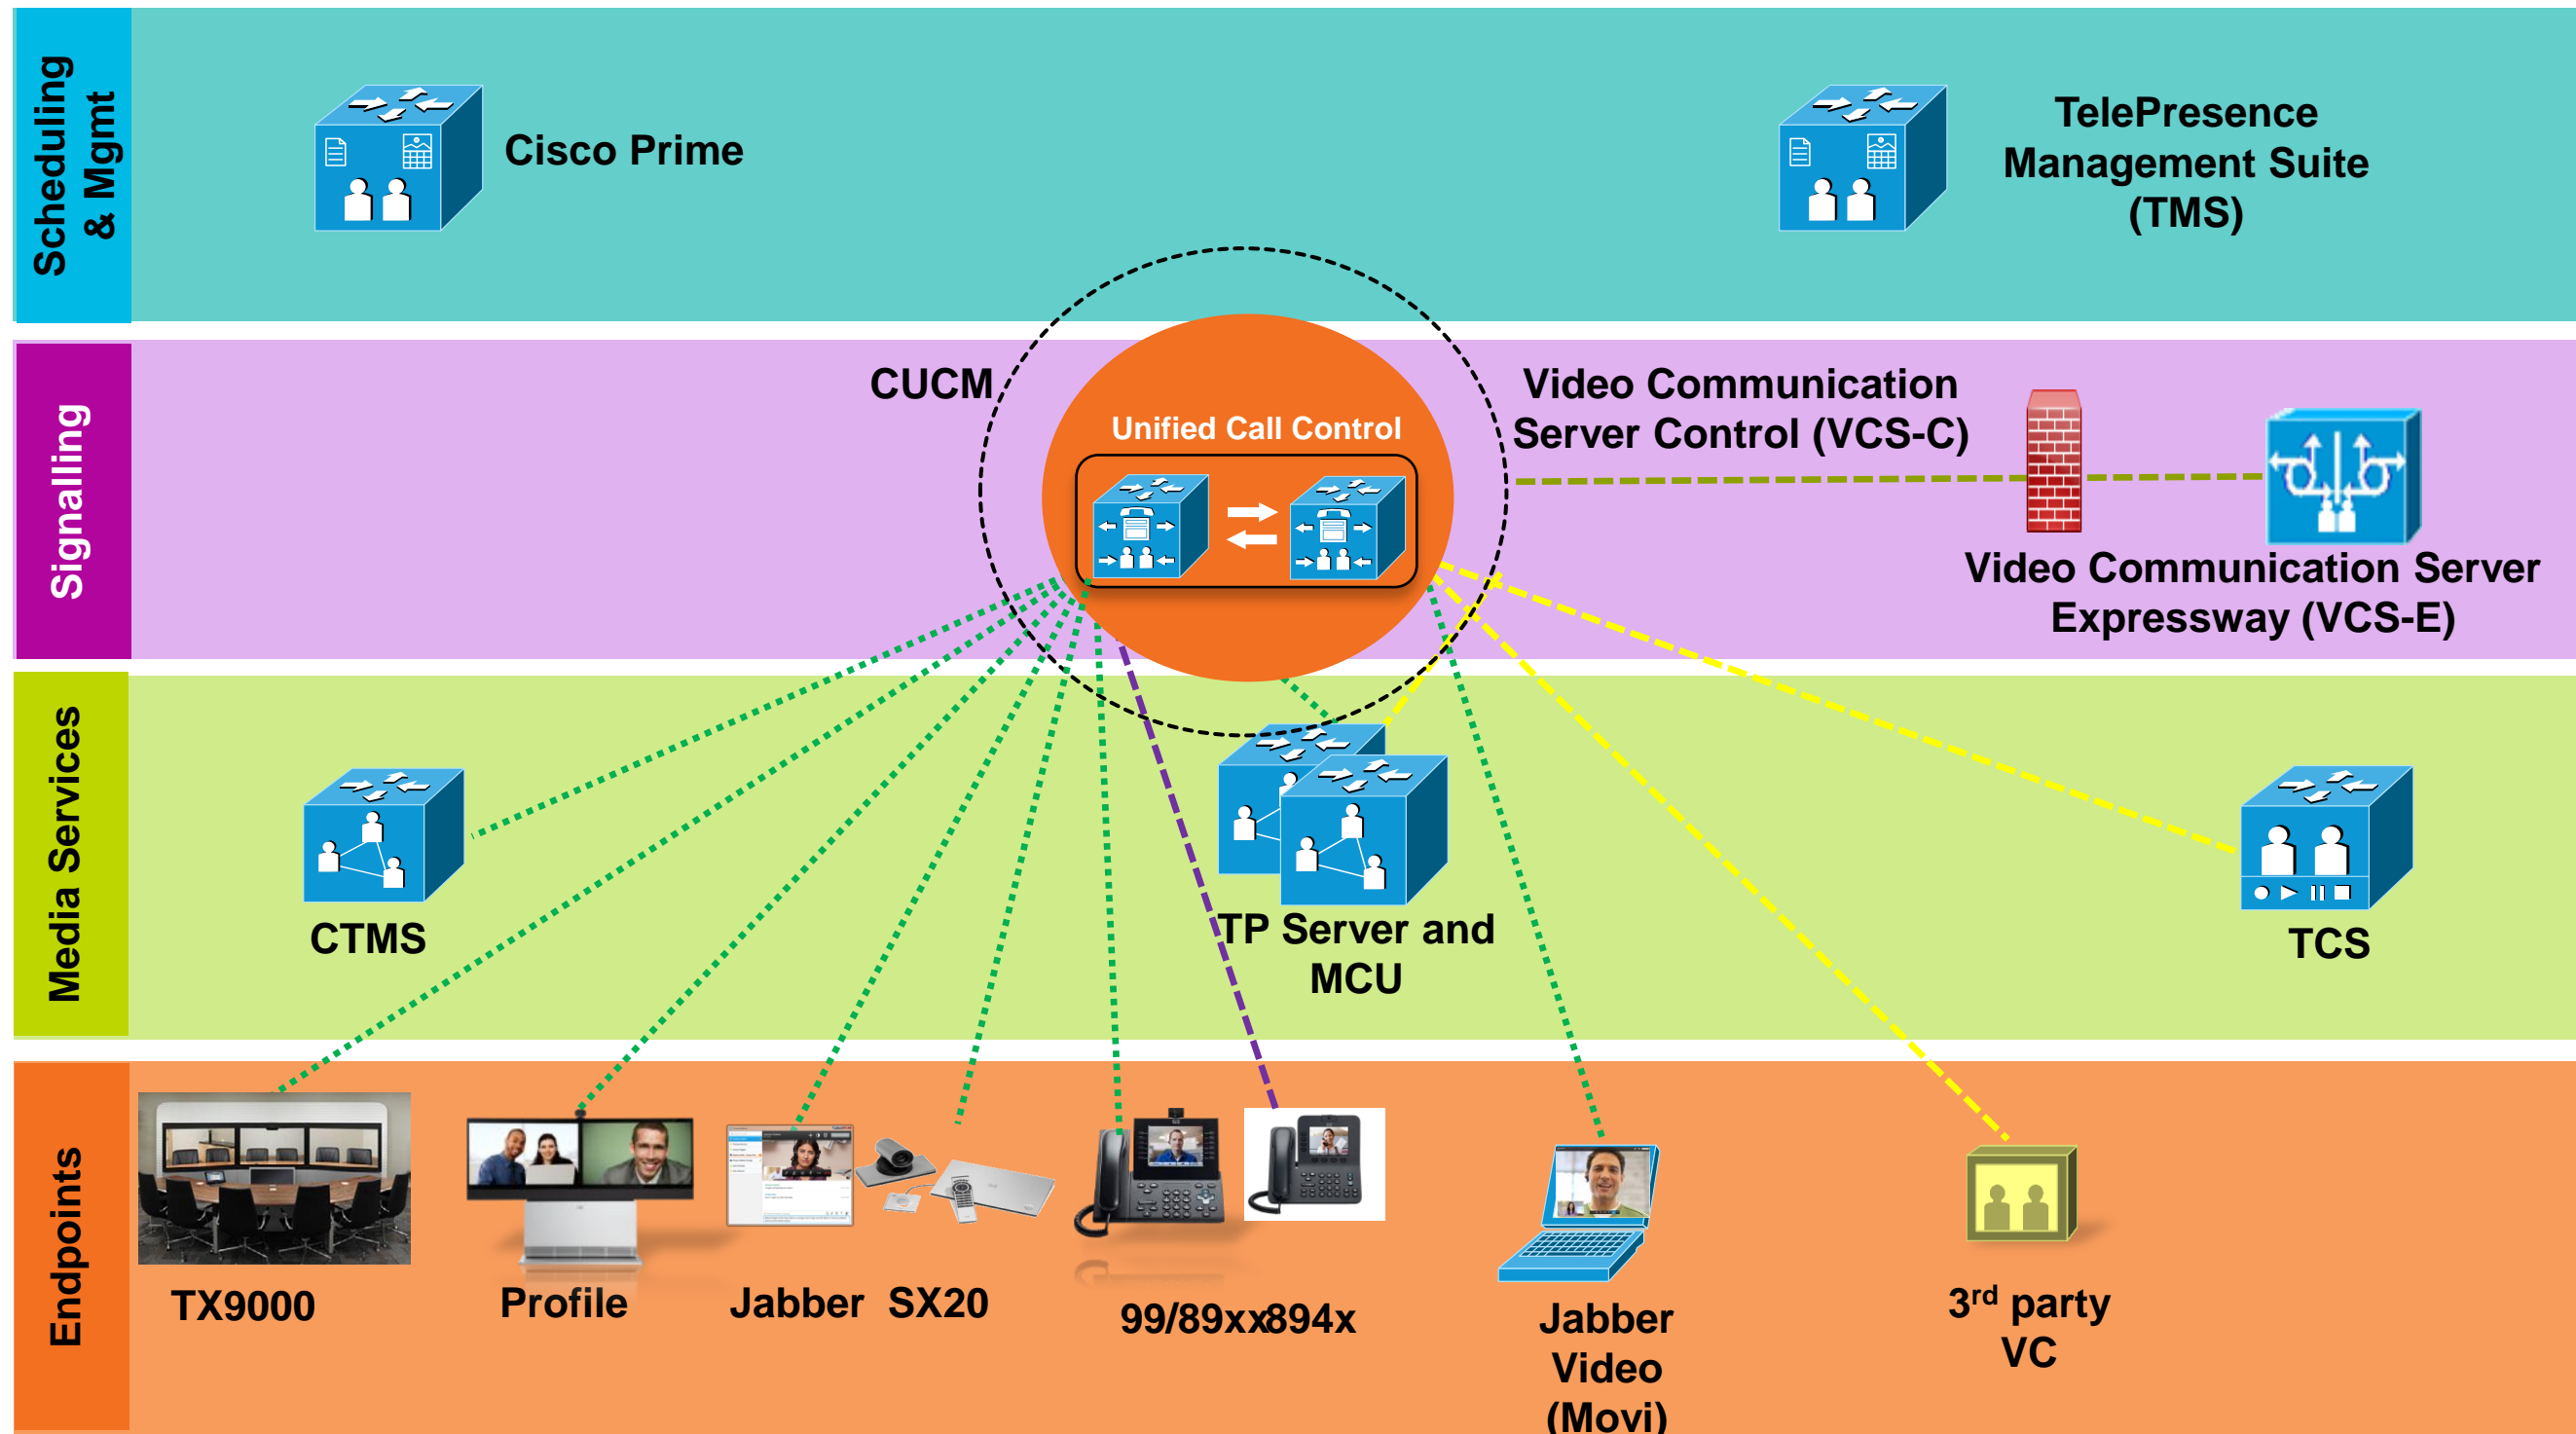 Scheduling
& Mgmt
Cisco Prime
TelePresence
Management Suite
(TMS)
Signalling
CUCM
Unified Call Control
Video Communication
Server Control (VCS-C)
Video Communication Server
Expressway (VCS-E)
Media Services
CTMS
TP Server and
MCU
TCS
Endpoints
TX9000
Profile
Jabber
SX20
99/89xx
894x
Jabber
Video
(Movi)
3rd party
VC